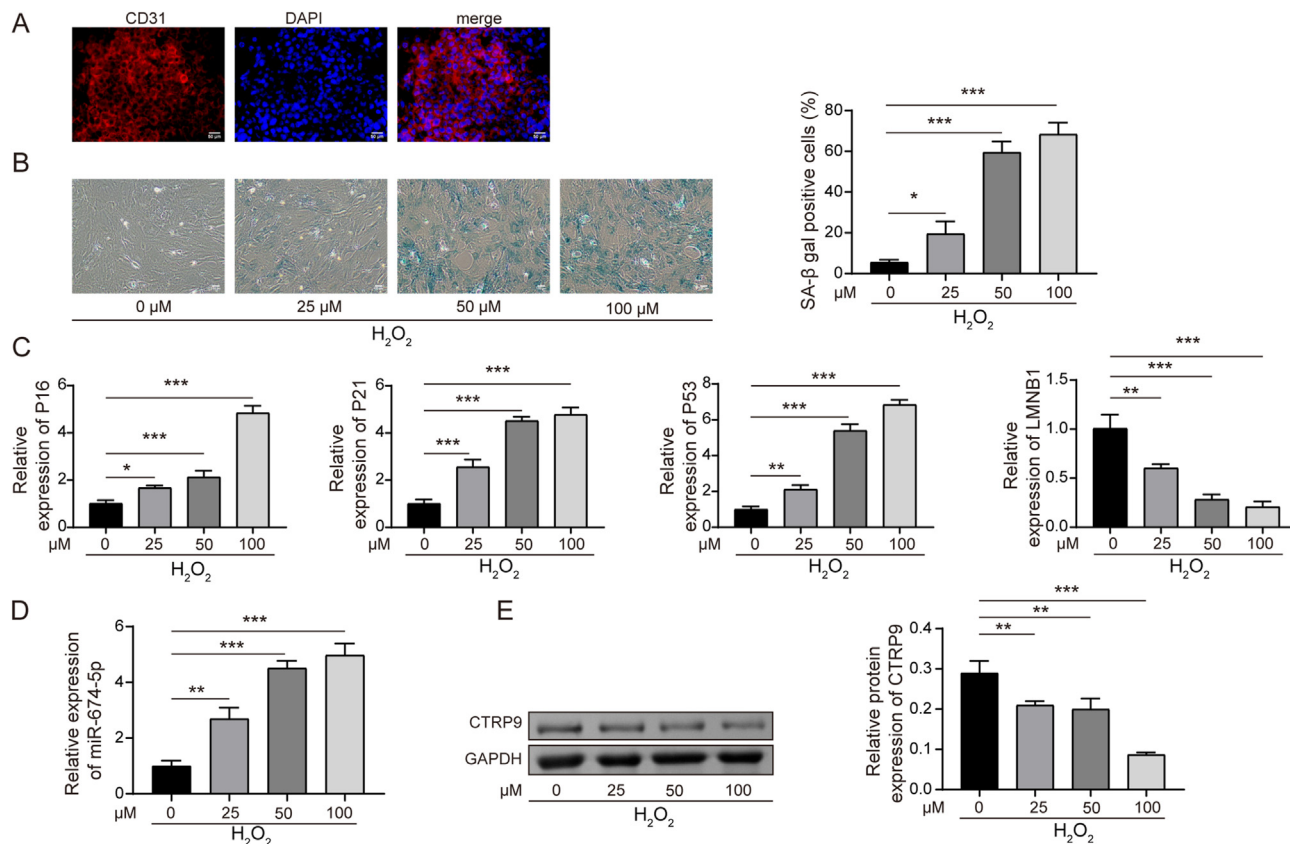 A
CD31
DAPI
merge
50 μm
50 μm
50 μm
B
0 μM
25 μM
50 μM
100 μM
H₂O₂
SA-β gal positive cells (%)
80
60
40
20
0
*
***
***
μM
0
25
50
100
H₂O₂
C
Relative
expression of P16
6
4
2
0
*
***
***
μM
0
25
50
100
H₂O₂
Relative
expression of P21
6
4
2
0
***
***
***
μM
0
25
50
100
H₂O₂
Relative
expression of P53
8
6
4
2
0
**
***
***
μM
0
25
50
100
H₂O₂
Relative
expression of LMNB1
1.5
1.0
0.5
0.0
**
***
***
μM
0
25
50
100
H₂O₂
D
Relative expression
of miR-674-5p
6
4
2
0
**
***
***
μM
0
25
50
100
H₂O₂
E
CTRP9
GAPDH
μM
0
25
50
100
H₂O₂
Relative protein
expression of CTRP9
0.4
0.3
0.2
0.1
0.0
**
**
***
μM
0
25
50
100
H₂O₂